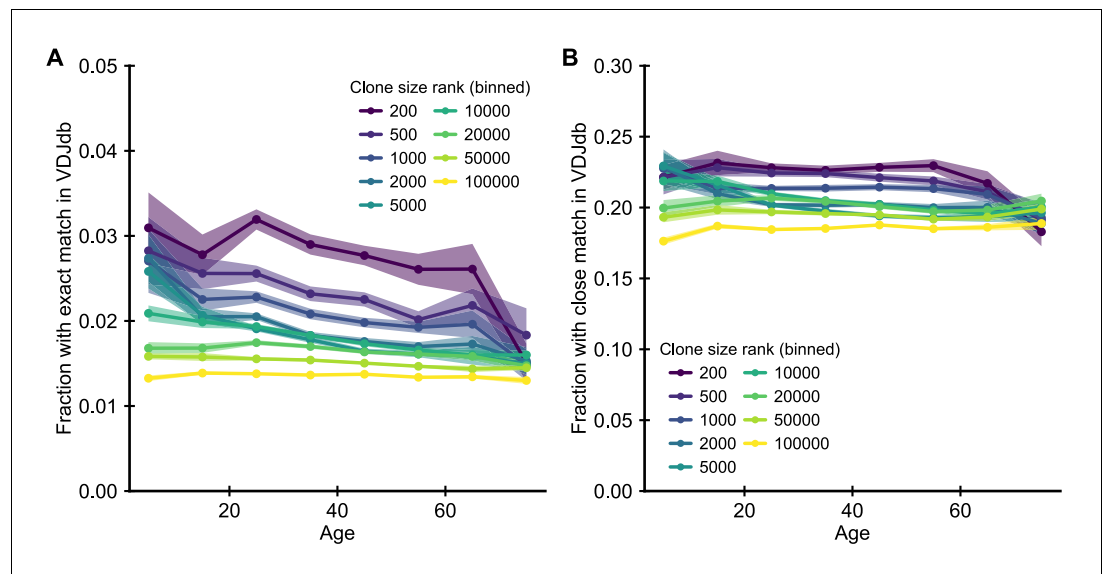 A
Fraction with exact match in VDJdb
0.05
0.04
0.03
0.02
0.01
0.00
Clone size rank (binned)
200 10000
500 20000
1000 50000
2000 100000
5000
20 40 60
Age
B
Fraction with close match in VDJdb
0.30
0.25
0.20
0.15
0.10
0.05
0.00
Clone size rank (binned)
200 10000
500 20000
1000 50000
2000 100000
5000
20 40 60
Age